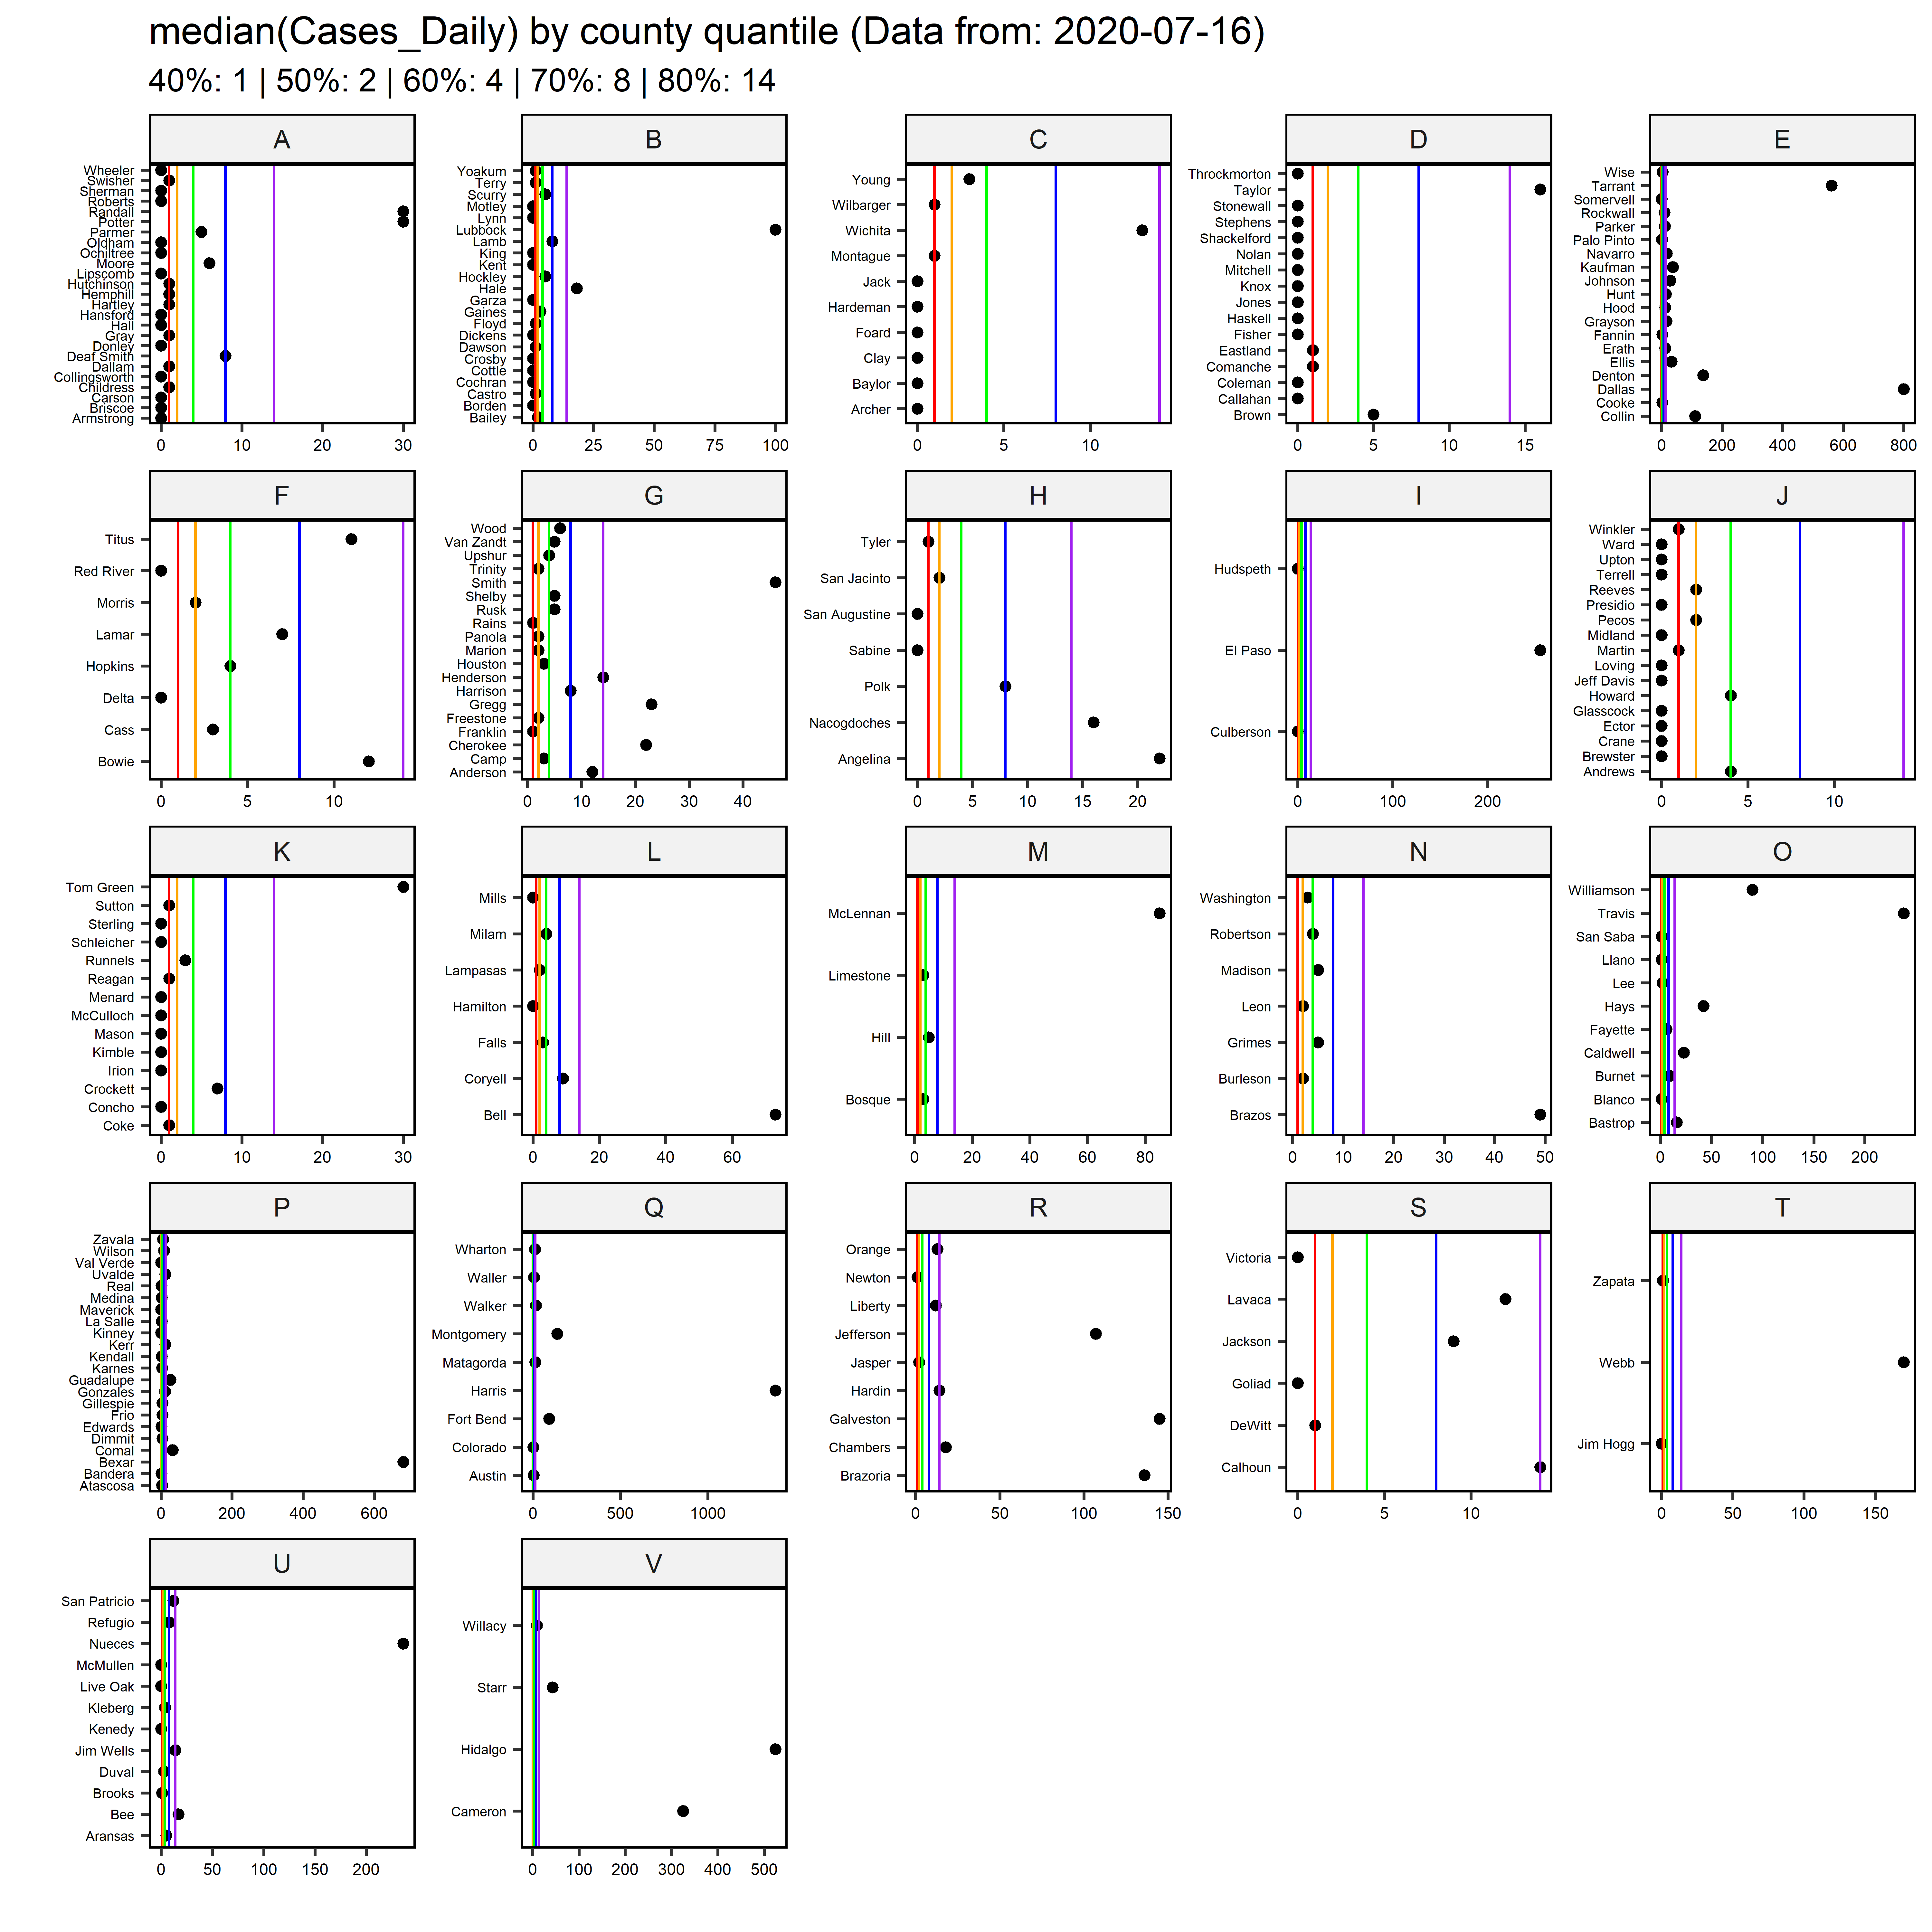 median(Cases_Daily) by county quantile (Data from: 2020-07-16)
40%: 1 | 50%: 2 | 60%: 4 | 70%: 8 | 80%: 14
A
Wheeler
Swisher
Sherman
Roberts
Randall
Potter
Parmer
Oldham
Ochiltree
Moore
Lipscomb
Hutchinson
Hemphill
Hartley
Hansford
Hall
Gray
Donley
Deaf Smith
Dallam
Collingsworth
Childress
Carson
Briscoe
Armstrong
0 10 20 30
B
Yoakum
Terry
Scurry
Motley
Lynn
Lubbock
Lamb
King
Kent
Hockley
Hale
Garza
Gaines
Floyd
Dickens
Dawson
Crosby
Cottle
Cochran
Castro
Borden
Bailey
0 25 50 75 100
C
Young
Wilbarger
Wichita
Montague
Jack
Hardeman
Foard
Clay
Baylor
Archer
0 5 10
D
Throckmorton
Taylor
Stonewall
Stephens
Shackelford
Nolan
Mitchell
Knox
Jones
Haskell
Fisher
Eastland
Comanche
Coleman
Callahan
Brown
0 5 10 15
E
Wise
Tarrant
Somervell
Rockwall
Parker
Palo Pinto
Navarro
Kaufman
Johnson
Hunt
Hood
Grayson
Fannin
Erath
Ellis
Denton
Dallas
Cooke
Collin
0 200 400 600 800
F
Titus
Red River
Morris
Lamar
Hopkins
Delta
Cass
Bowie
0 5 10
G
Wood
Van Zandt
Upshur
Trinity
Smith
Shelby
Rusk
Rains
Panola
Marion
Houston
Henderson
Harrison
Gregg
Freestone
Franklin
Cherokee
Camp
Anderson
0 10 20 30 40
H
Tyler
San Jacinto
San Augustine
Sabine
Polk
Nacogdoches
Angelina
0 5 10 15 20
I
Hudspeth
El Paso
Culberson
0 100 200
J
Winkler
Ward
Upton
Terrell
Reeves
Presidio
Pecos
Midland
Martin
Loving
Jeff Davis
Howard
Glasscock
Ector
Crane
Brewster
Andrews
0 5 10
K
Tom Green
Sutton
Sterling
Schleicher
Runnels
Reagan
Menard
McCulloch
Mason
Kimble
Irion
Crockett
Concho
Coke
0 10 20 30
L
Mills
Milam
Lampasas
Hamilton
Falls
Coryell
Bell
0 20 40 60
M
McLennan
Limestone
Hill
Bosque
0 20 40 60 80
N
Washington
Robertson
Madison
Leon
Grimes
Burleson
Brazos
0 10 20 30 40 50
O
Williamson
Travis
San Saba
Llano
Lee
Hays
Fayette
Caldwell
Burnet
Blanco
Bastrop
0 50 100 150 200
P
Zavala
Wilson
Val Verde
Uvalde
Real
Medina
Maverick
La Salle
Kinney
Kerr
Kendall
Karnes
Guadalupe
Gonzales
Gillespie
Frio
Edwards
Dimmit
Comal
Bexar
Bandera
Atascosa
0 200 400 600
Q
Wharton
Waller
Walker
Montgomery
Matagorda
Harris
Fort Bend
Colorado
Austin
0 500 1000
R
Orange
Newton
Liberty
Jefferson
Jasper
Hardin
Galveston
Chambers
Brazoria
0 50 100 150
S
Victoria
Lavaca
Jackson
Goliad
DeWitt
Calhoun
0 5 10
T
Zapata
Webb
Jim Hogg
0 50 100 150
U
San Patricio
Refugio
Nueces
McMullen
Live Oak
Kleberg
Kenedy
Jim Wells
Duval
Brooks
Bee
Aransas
0 50 100 150 200
V
Willacy
Starr
Hidalgo
Cameron
0 100 200 300 400 500